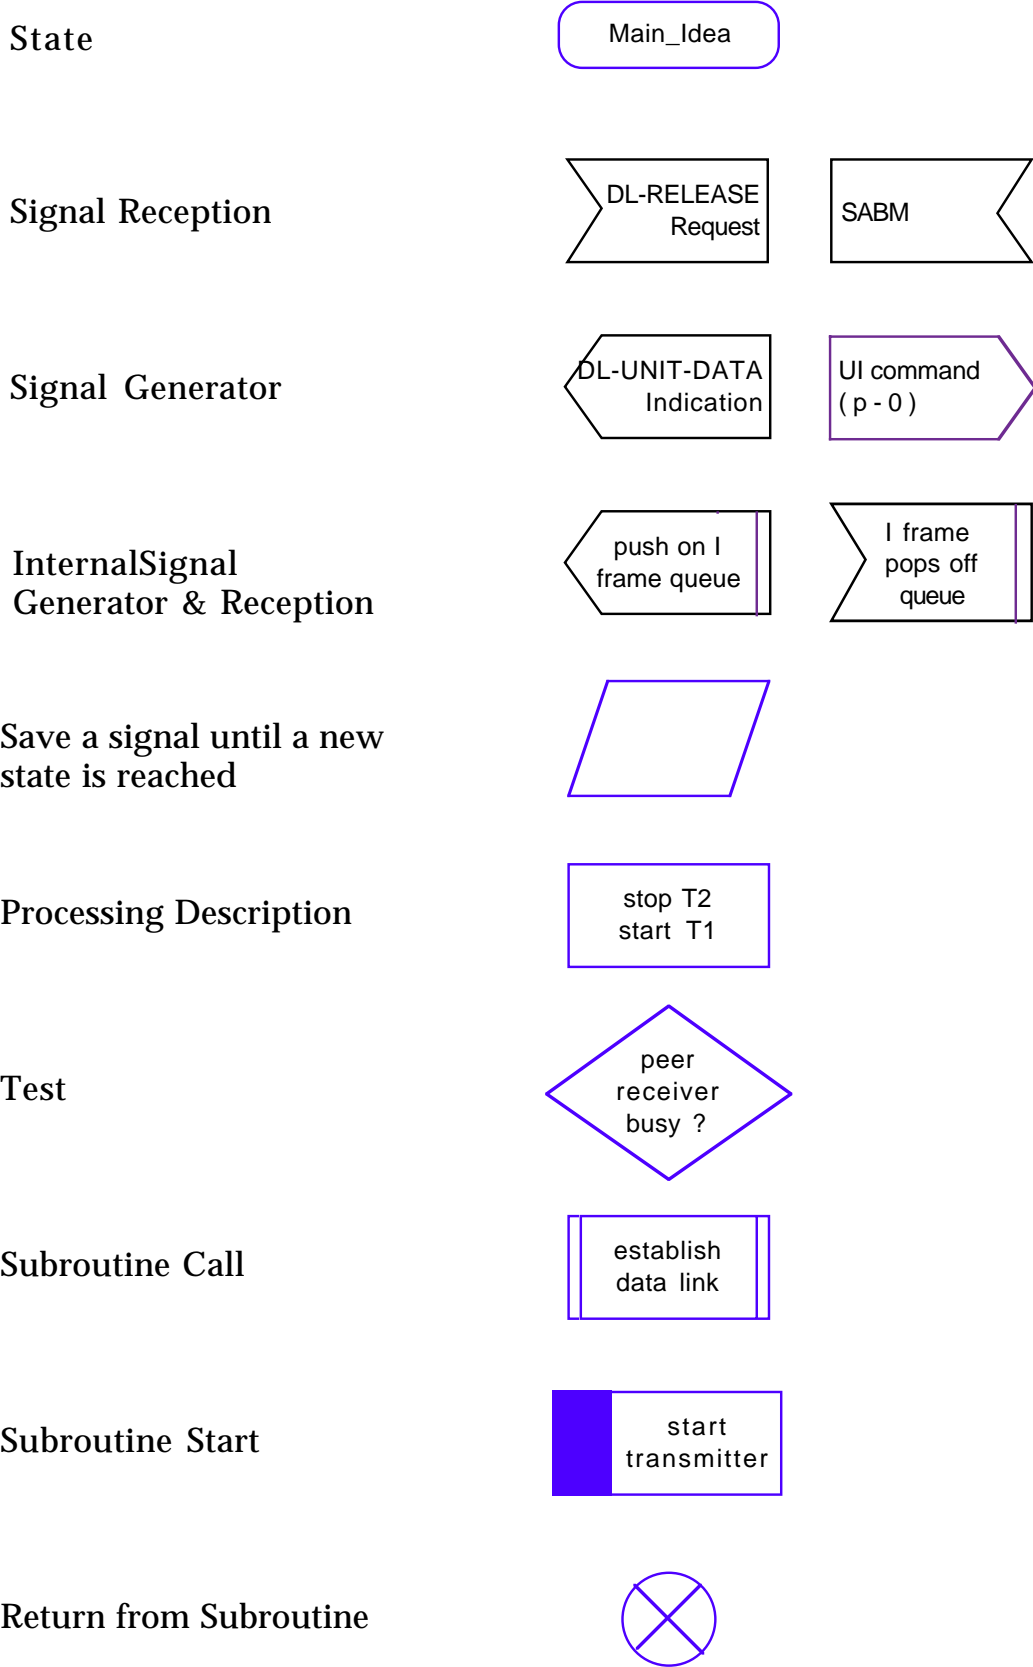 State
Main_Idea
Signal Reception
DL-RELEASE
Request
SABM
Signal Generator
DL-UNIT-DATA
Indication
UI command
( p - 0 )
InternalSignal
Generator & Reception
push on I
frame queue
I frame
pops off
queue
Save a signal until a new
state is reached
Processing Description
stop T2
start T1
Test
peer
receiver
busy ?
Subroutine Call
establish
data link
Subroutine Start
start
transmitter
Return from Subroutine